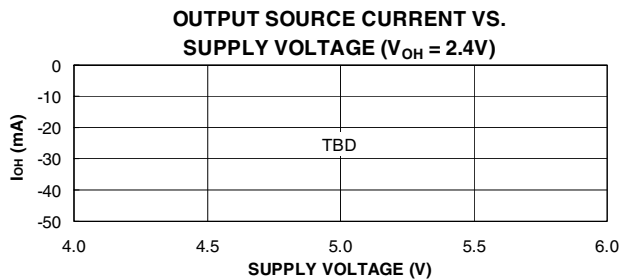 OUTPUT SOURCE CURRENT VS.
SUPPLY VOLTAGE (VOH = 2.4V)
0
-10
-20
-30
-40
-50
IOH (mA)
TBD
4.0 4.5 5.0 5.5 6.0
SUPPLY VOLTAGE (V)